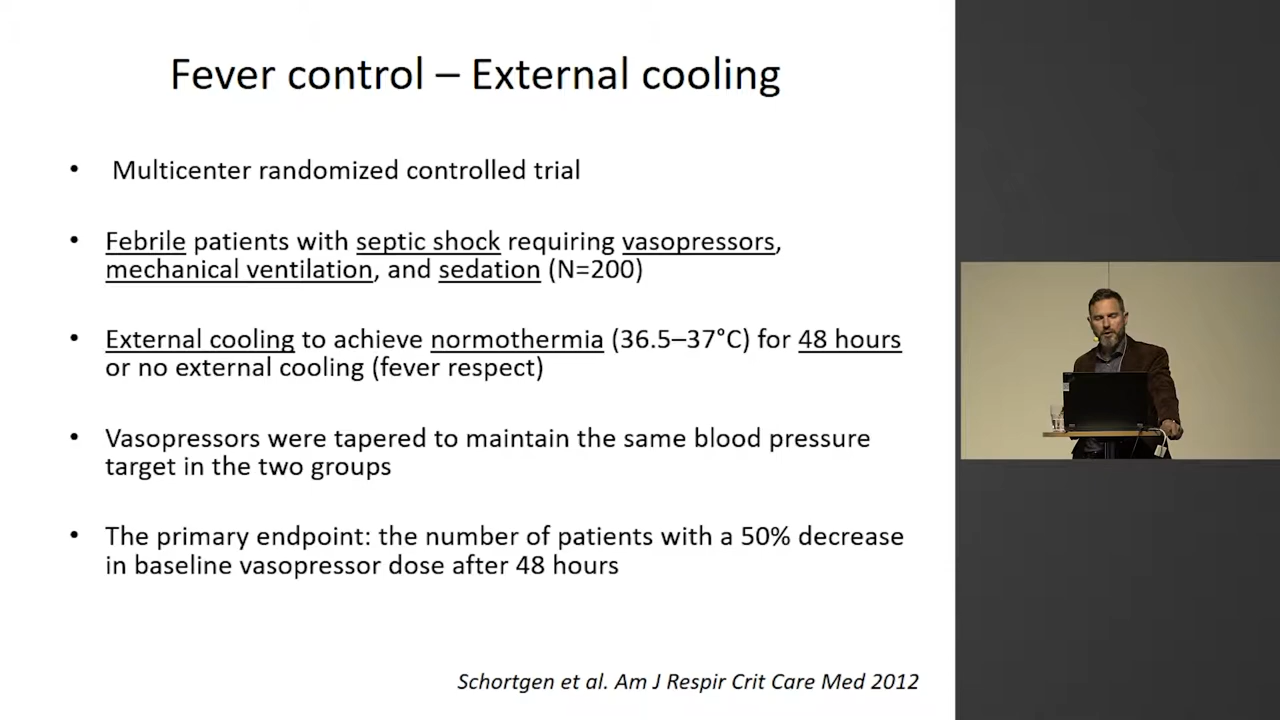 Fever control – External cooling
• Multicenter randomized controlled trial
• Febrile patients with septic shock requiring vasopressors,
mechanical ventilation, and sedation (N=200)
• External cooling to achieve normothermia (36.5–37°C) for 48 hours
or no external cooling (fever respect)
• Vasopressors were tapered to maintain the same blood pressure
target in the two groups
• The primary endpoint: the number of patients with a 50% decrease
in baseline vasopressor dose after 48 hours
Schortgen et al. Am J Respir Crit Care Med 2012